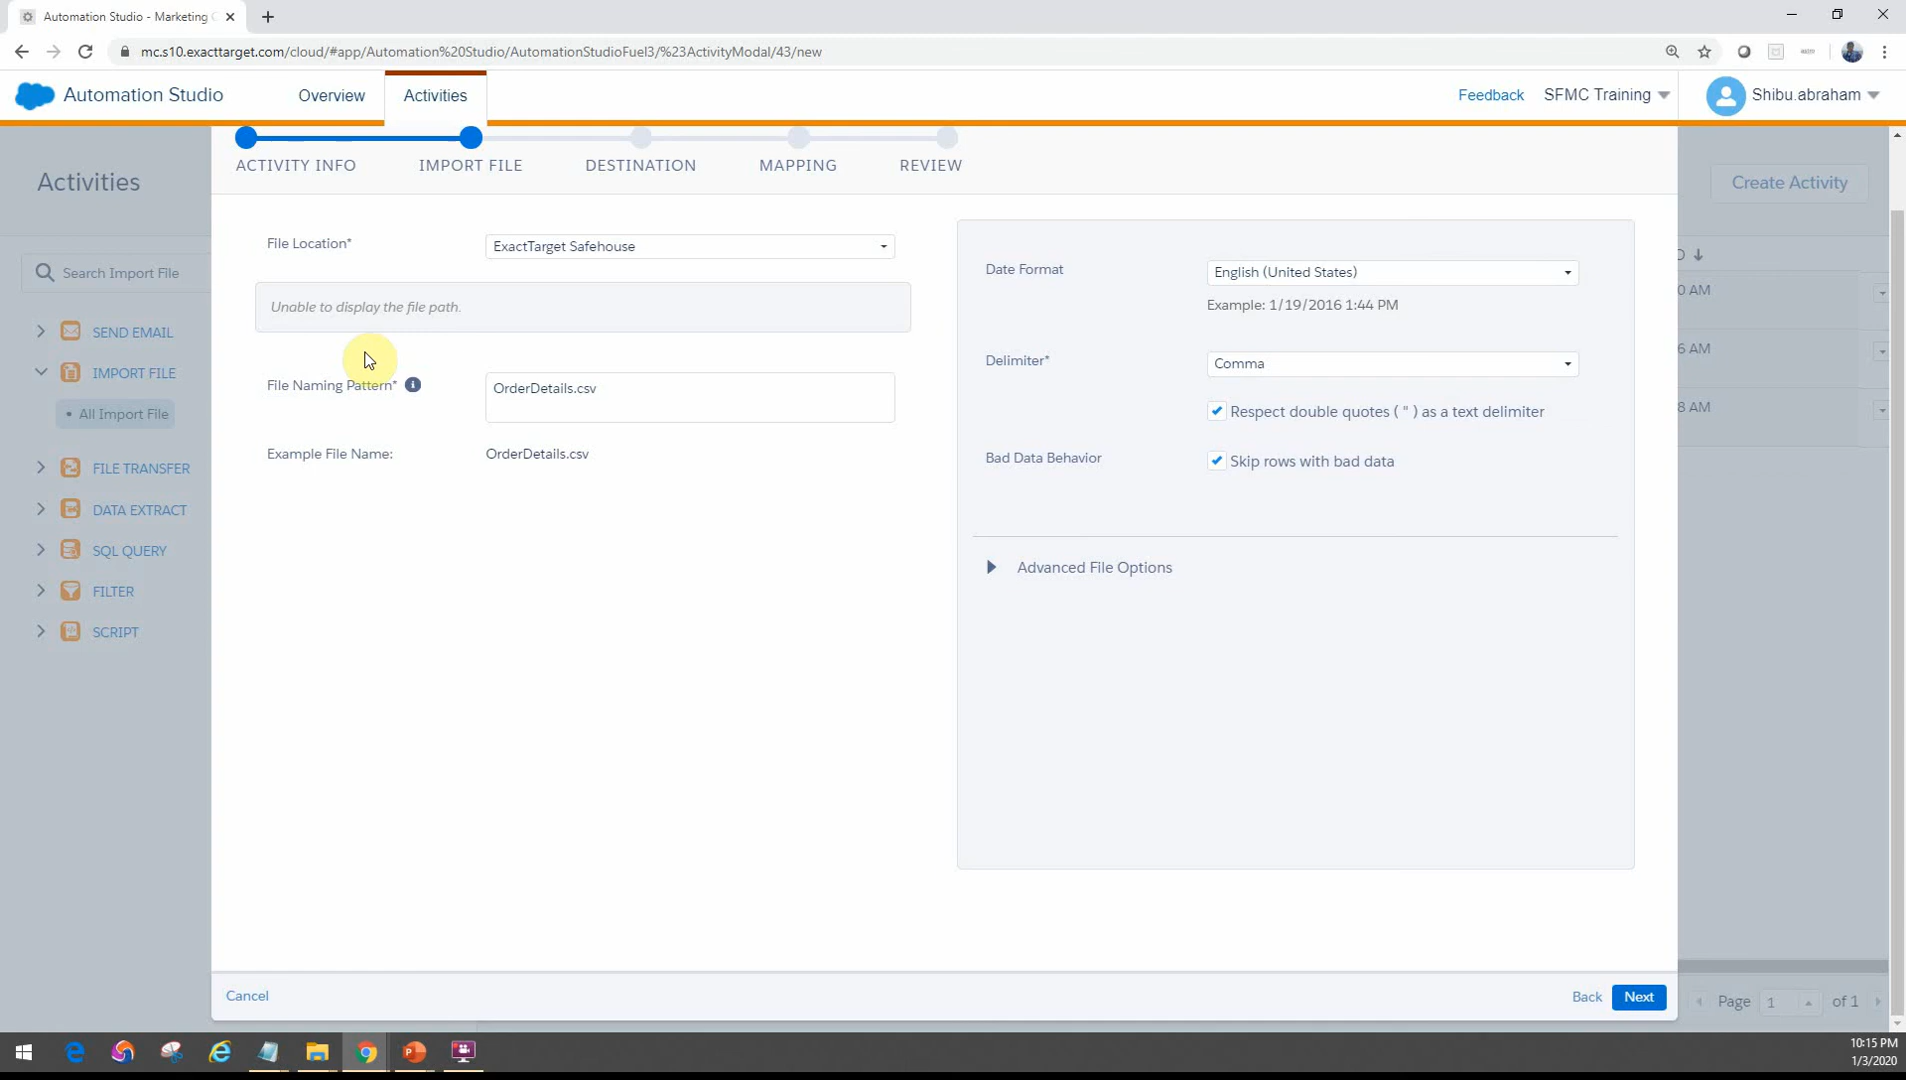 Automation Studio - Marketing C
mc.s10.exacttarget.com/cloud/#app/Automation%20Studio/AutomationStudioFuel3/%23ActivityModal/43/new
Automation Studio
Overview
Activities
Feedback
SFMC Training
Shibu.abraham
ACTIVITY INFO
IMPORT FILE
DESTINATION
MAPPING
REVIEW
Activities
Create Activity
Search Import File
SEND EMAIL
IMPORT FILE
• All Import File
FILE TRANSFER
DATA EXTRACT
SQL QUERY
FILTER
SCRIPT
File Location*
ExactTarget Safehouse
Unable to display the file path.
File Naming Pattern*
OrderDetails.csv
Example File Name:
OrderDetails.csv
Date Format
English (United States)
Example: 1/19/2016 1:44 PM
Delimiter*
Comma
Respect double quotes ( " ) as a text delimiter
Bad Data Behavior
Skip rows with bad data
Advanced File Options
0 AM
6 AM
8 AM
Cancel
Back
Next
Page 1 of 1
10:15 PM
1/3/2020